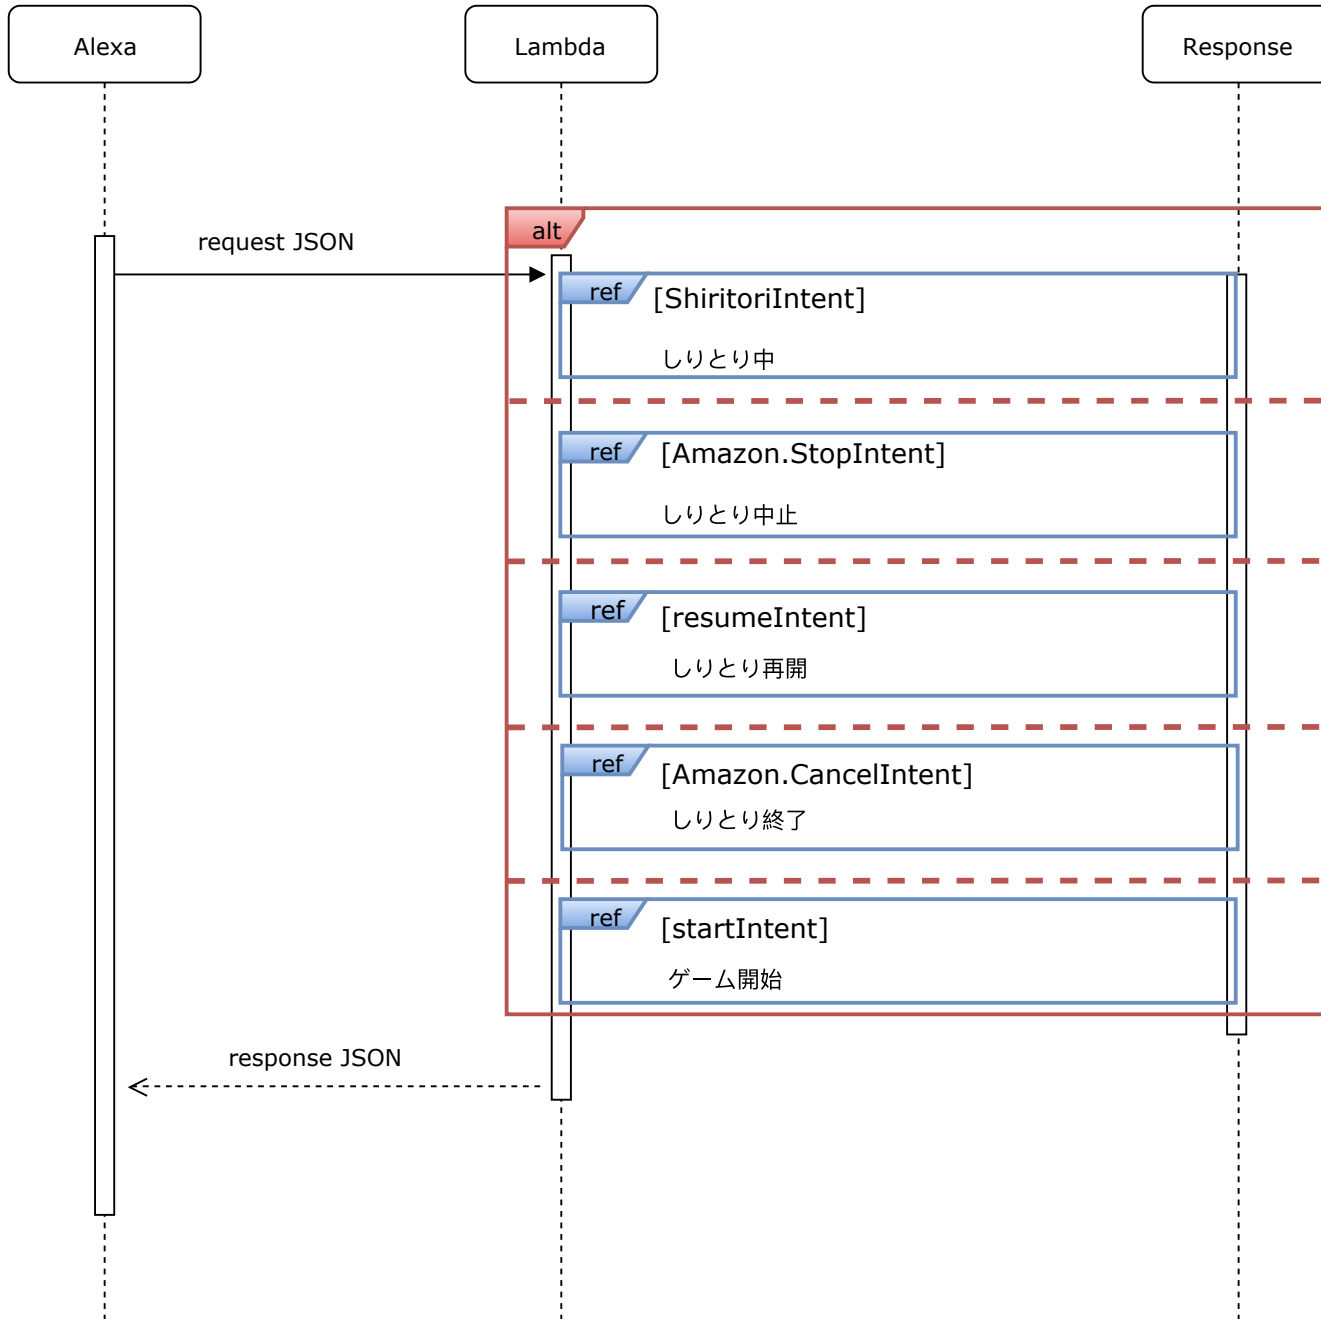 Alexa
Lambda
Response
alt
request JSON
ref
[ShiritoriIntent]
しりとり中
ref
[Amazon.StopIntent]
しりとり中止
ref
[resumeIntent]
しりとり再開
ref
[Amazon.CancelIntent]
しりとり終了
ref
[startIntent]
ゲーム開始
response JSON